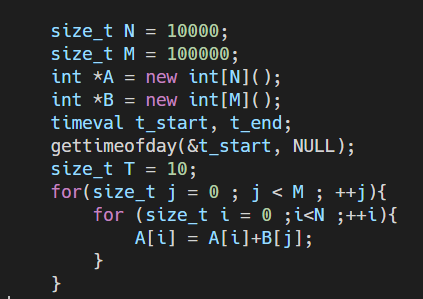 size_t N = 10000;
size_t M = 100000;
int *A = new int[N]();
int *B = new int[M]();
timeval t_start, t_end;
gettimeofday(&t_start, NULL);
size_t T = 10;
for(size_t j = 0 ; j < M ; ++j){
    for (size_t i = 0 ;i<N ;++i){
        A[i] = A[i]+B[j];
    }
}